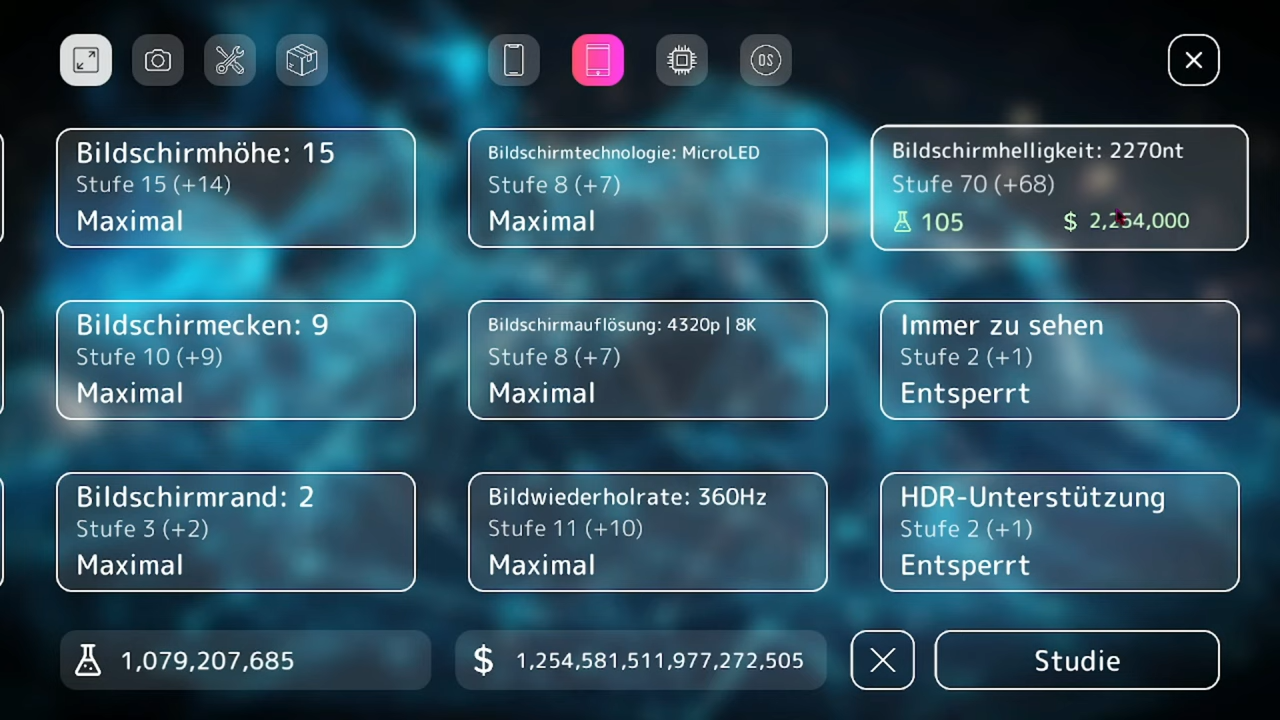 OS
Bildschirmhöhe: 15
Stufe 15 (+14)
Maximal
Bildschirmtechnologie: MicroLED
Stufe 8 (+7)
Maximal
Bildschirmhelligkeit: 2270nt
Stufe 70 (+68)
105
$ 2,254,000
Bildschirmecken: 9
Stufe 10 (+9)
Maximal
Bildschirmauflösung: 4320p | 8K
Stufe 8 (+7)
Maximal
Immer zu sehen
Stufe 2 (+1)
Entsperrt
Bildschirmrand: 2
Stufe 3 (+2)
Maximal
Bildwiederholrate: 360Hz
Stufe 11 (+10)
Maximal
HDR-Unterstützung
Stufe 2 (+1)
Entsperrt
1,079,207,685
$ 1,254,581,511,977,272,505
Studie